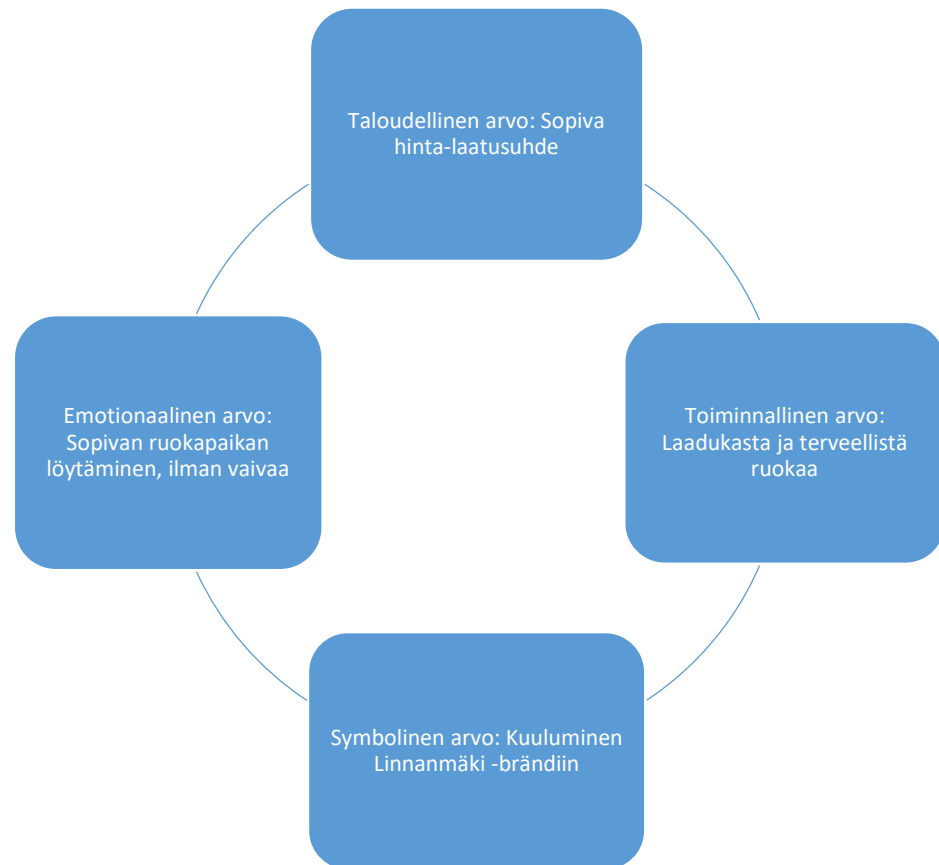 Taloudellinen arvo: Sopiva
hinta-laatusuhde
Emotionaalinen arvo:
Sopivan ruokapaikan
löytäminen, ilman vaivaa
Toiminnallinen arvo:
Laadukasta ja terveellistä
ruokaa
Symbolinen arvo: Kuuluminen
Linnanmäki -brändiin